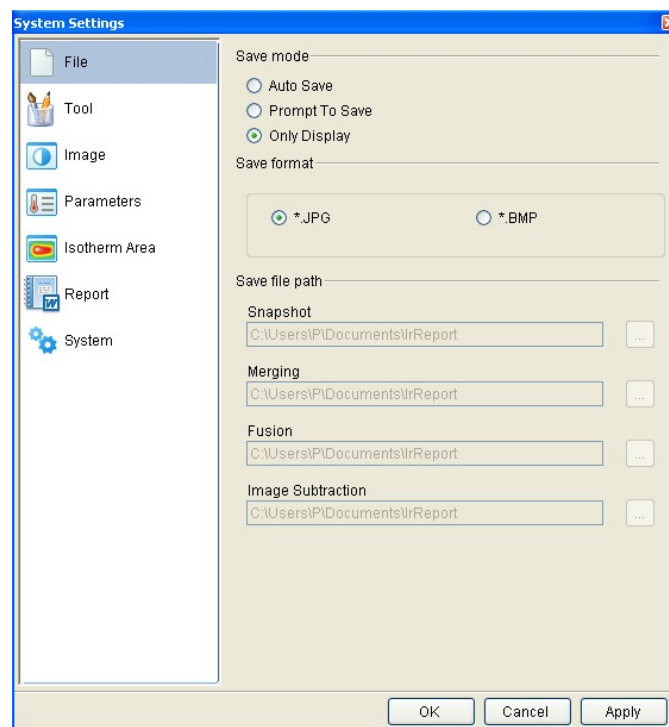 System Settings
File
Tool
Image
Parameters
Isotherm Area
Report
System
Save mode
Auto Save
Prompt To Save
Only Display
Save format
*.JPG
*.BMP
Save file path
Snapshot
C:\Users\P\Documents\IrReport
...
Merging
C:\Users\P\Documents\IrReport
...
Fusion
C:\Users\P\Documents\IrReport
...
Image Subtraction
C:\Users\P\Documents\IrReport
...
OK
Cancel
Apply